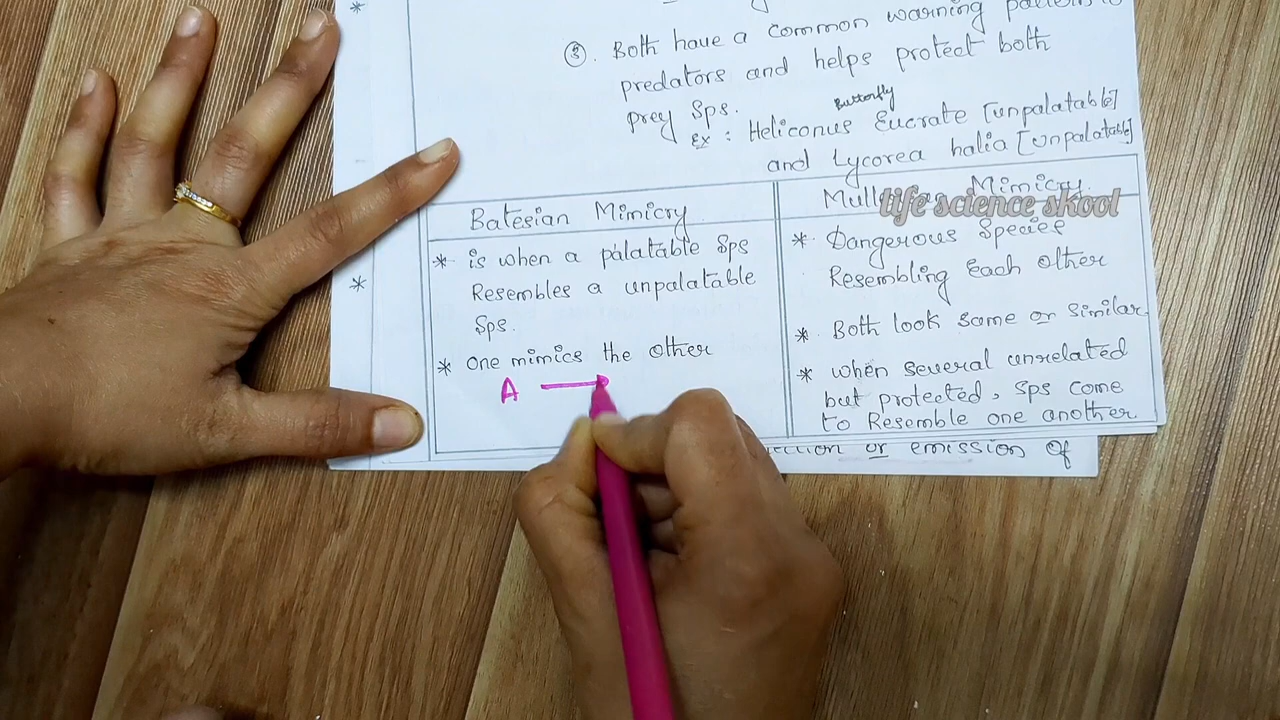 ③. Both have a common warning
predators and helps protect both
prey Sps.
Butterfly
Ex : Heliconus Eucrate [unpalatable]
and Lycorea halia [unpalatable]
Batesian Mimicry
* is when a palatable Sps
Resembles a unpalatable
Sps.
* One mimics the other
A
Mimicry.
life science skool
*. Dangerous Species
Resembling Each other
*. Both look same or similar
* when several unrelated
but protected, Sps come
to Resemble one another
or emission of